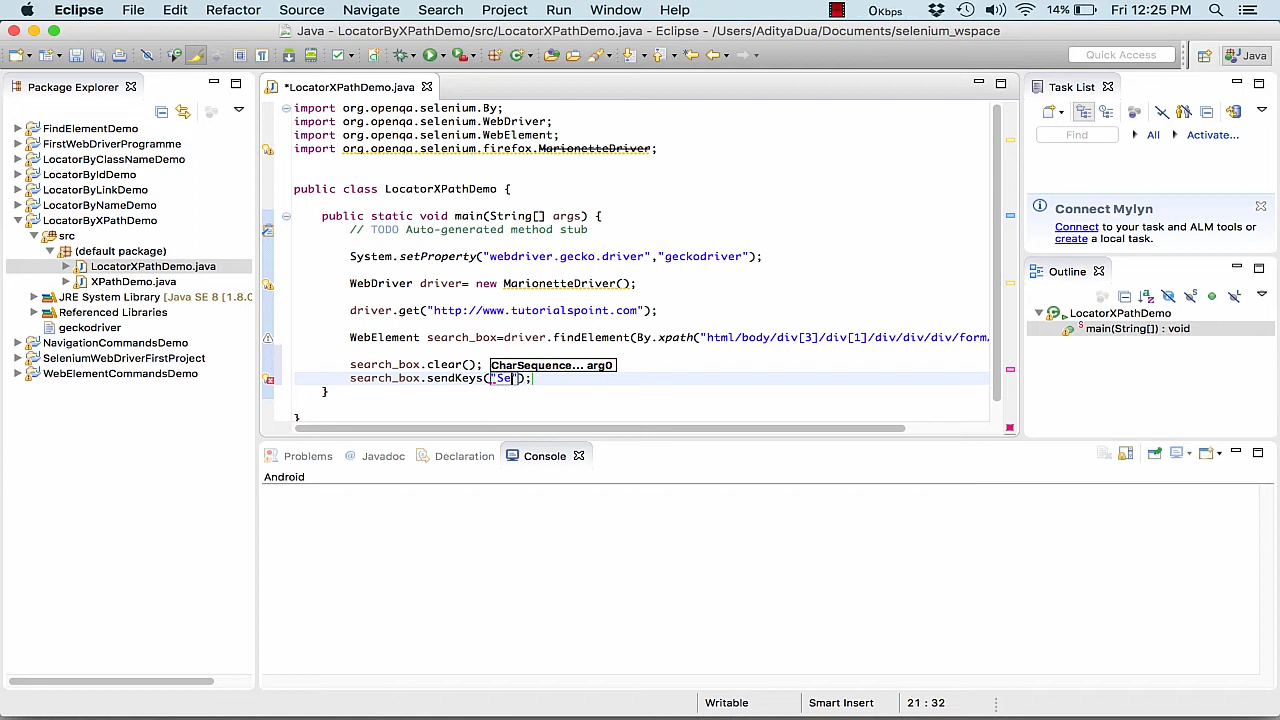 Eclipse File Edit Refactor Source Navigate Search Project Run Window Help 0Kbps 14% Fri 12:25 PM
Java - LocatorByXPathDemo/src/LocatorXPathDemo.java - Eclipse - /Users/AdityaDua/Documents/selenium_wspace
Quick Access Java
Package Explorer
FindElementDemo
FirstWebDriverProgramme
LocatorByClassNameDemo
LocatorByIdDemo
LocatorByLinkDemo
LocatorByNameDemo
LocatorByXPathDemo
src
(default package)
LocatorXPathDemo.java
XPathDemo.java
JRE System Library [Java SE 8 [1.8.0
Referenced Libraries
geckodriver
NavigationCommandsDemo
SeleniumWebDriverFirstProject
WebElementCommandsDemo
*LocatorXPathDemo.java
import org.openqa.selenium.By;
import org.openqa.selenium.WebDriver;
import org.openqa.selenium.WebElement;
import org.openqa.selenium.firefox.MarionetteDriver;
public class LocatorXPathDemo {
public static void main(String[] args) {
// TODO Auto-generated method stub
System.setProperty("webdriver.gecko.driver","geckodriver");
WebDriver driver= new MarionetteDriver();
driver.get("http://www.tutorialspoint.com");
WebElement search_box=driver.findElement(By.xpath("html/body/div[3]/div[1]/div/div/div/form/
search_box.clear(); CharSequence... arg0
search_box.sendKeys("Se");
}
}
Task List
Find All Activate...
Connect Mylyn
Connect to your task and ALM tools or
create a local task.
Outline
LocatorXPathDemo
main(String[]) : void
Problems Javadoc Declaration Console
Android
Writable Smart Insert 21 : 32